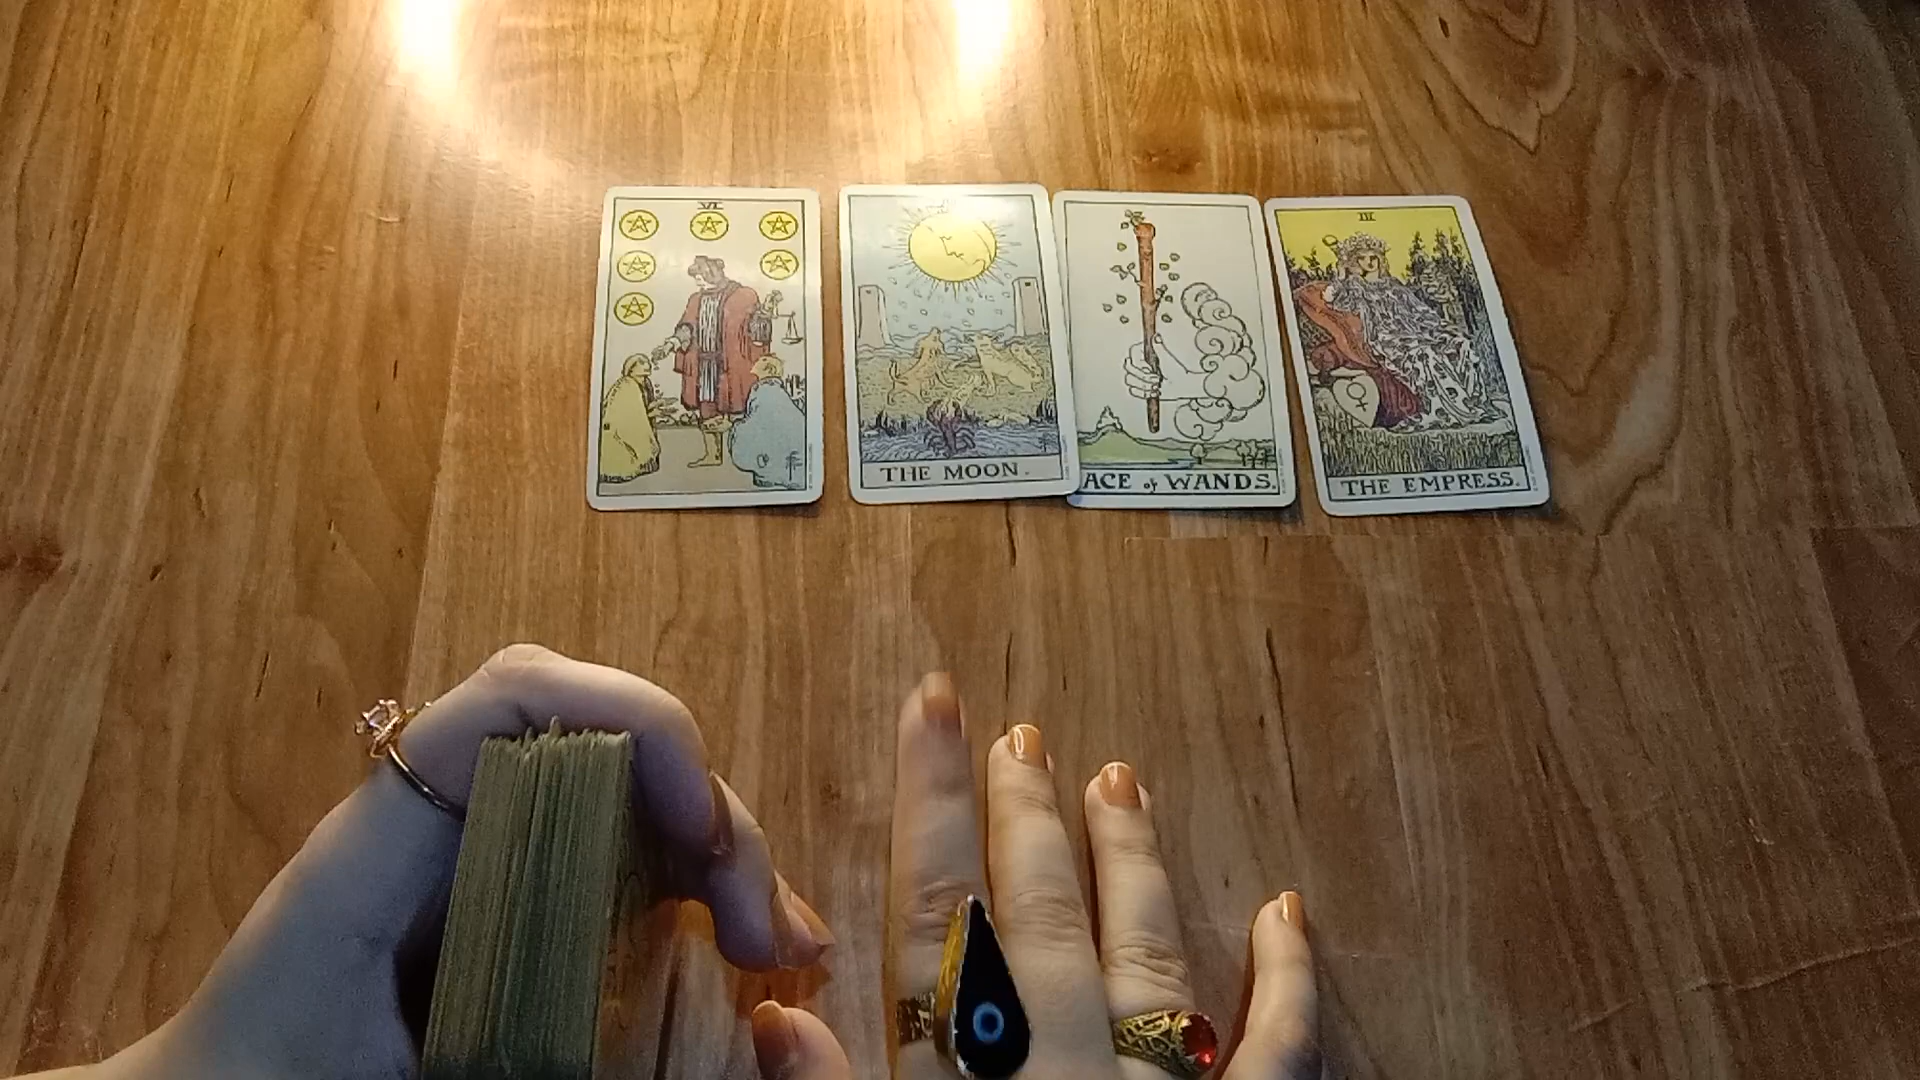 VI
THE MOON.
ACE of WANDS.
III
THE EMPRESS.